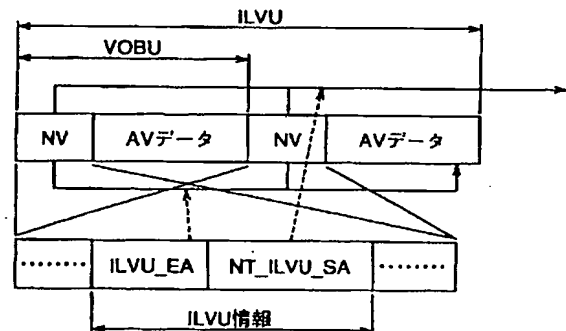 ILVU
VOBU
NV AVデータ NV AVデータ
‥‥‥‥ ILVU_EA NT_ILVU_SA ‥‥‥‥
ILVU情報